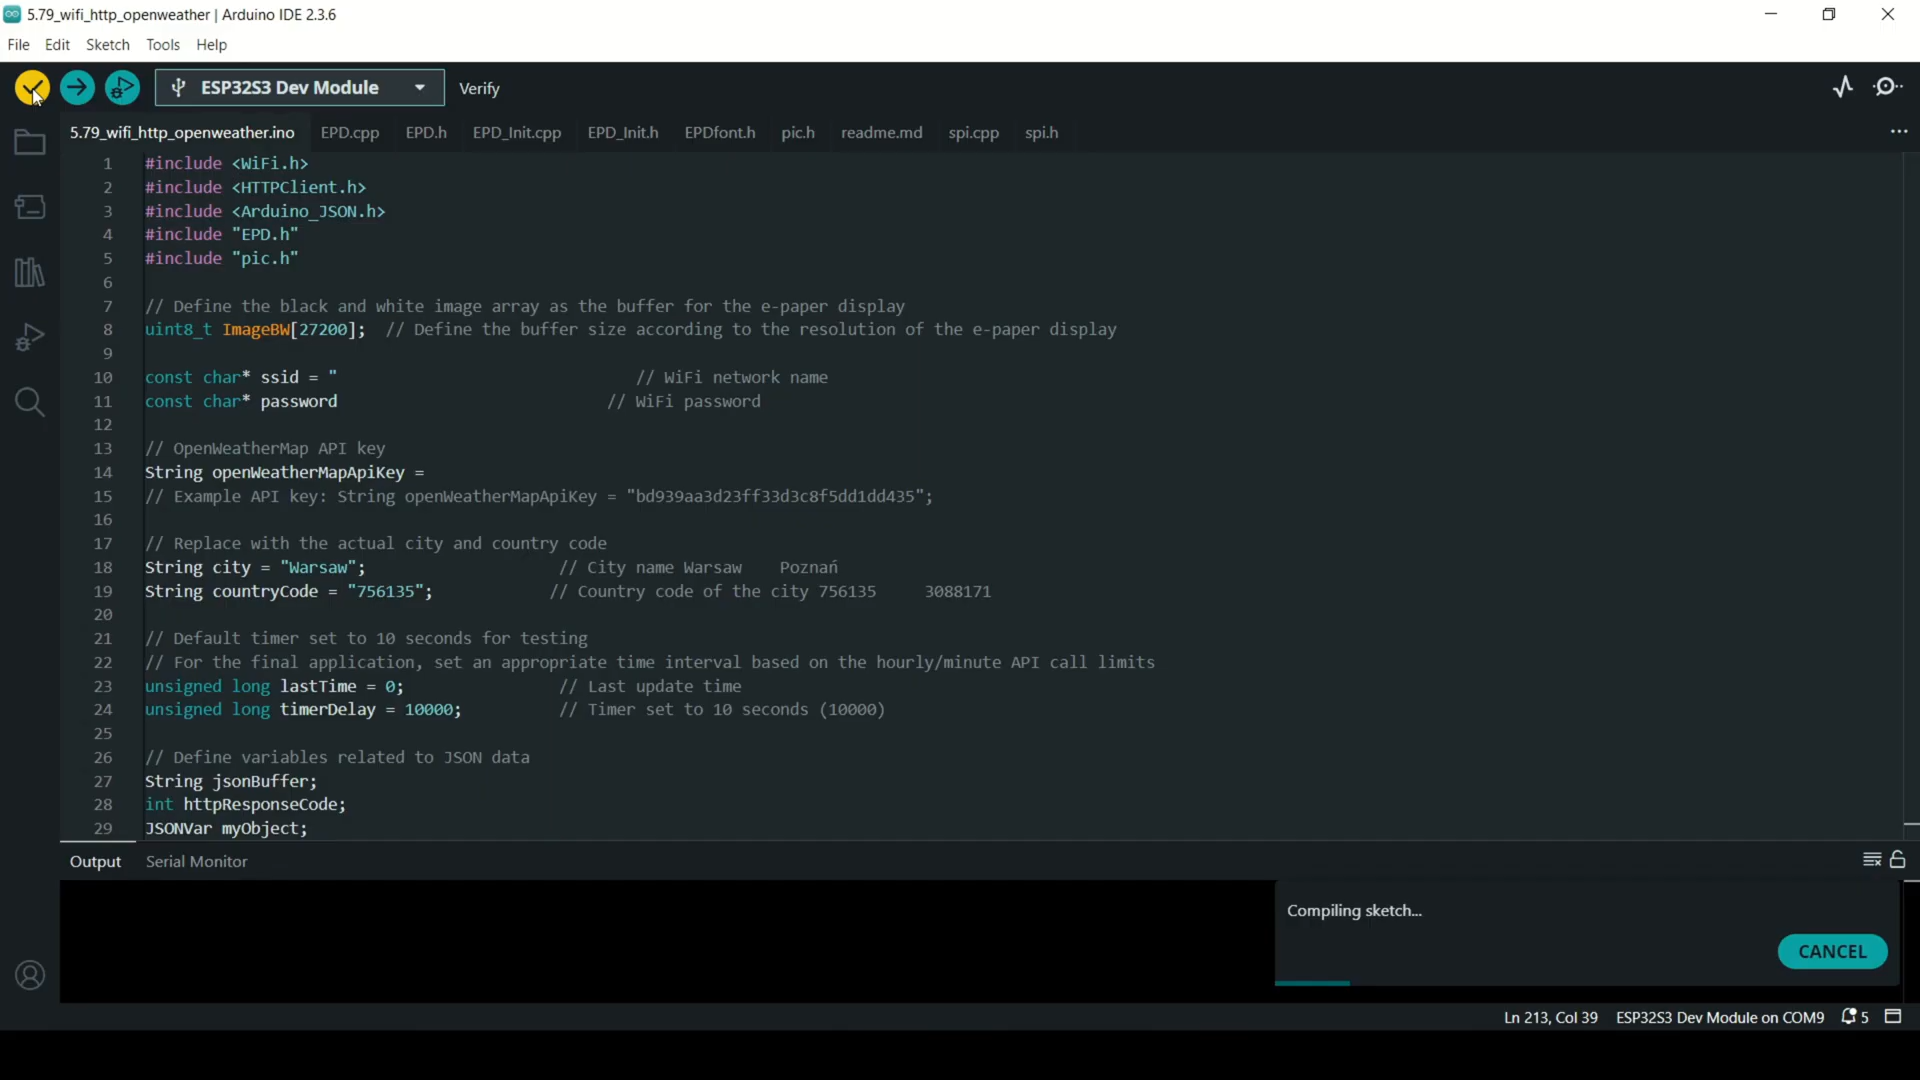 5.79_wifi_http_openweather | Arduino IDE 2.3.6
File Edit Sketch Tools Help
ESP32S3 Dev Module Verify
5.79_wifi_http_openweather.ino EPD.cpp EPD.h EPD_Init.cpp EPD_Init.h EPDfont.h pic.h readme.md spi.cpp spi.h
1 #include <WiFi.h>
2 #include <HTTPClient.h>
3 #include <Arduino_JSON.h>
4 #include "EPD.h"
5 #include "pic.h"
6
7 // Define the black and white image array as the buffer for the e-paper display
8 uint8_t ImageBW[27200]; // Define the buffer size according to the resolution of the e-paper display
9
10 const char* ssid = " // WiFi network name
11 const char* password // WiFi password
12
13 // OpenWeatherMap API key
14 String openWeatherMapApiKey =
15 // Example API key: String openWeatherMapApiKey = "bd939aa3d23ff33d3c8f5dd1dd435";
16
17 // Replace with the actual city and country code
18 String city = "Warsaw"; // City name Warsaw Poznań
19 String countryCode = "756135"; // Country code of the city 756135 3088171
20
21 // Default timer set to 10 seconds for testing
22 // For the final application, set an appropriate time interval based on the hourly/minute API call limits
23 unsigned long lastTime = 0; // Last update time
24 unsigned long timerDelay = 10000; // Timer set to 10 seconds (10000)
25
26 // Define variables related to JSON data
27 String jsonBuffer;
28 int httpResponseCode;
29 JSONVar myObject;
Output Serial Monitor
Compiling sketch...
CANCEL
Ln 213, Col 39 ESP32S3 Dev Module on COM9 5